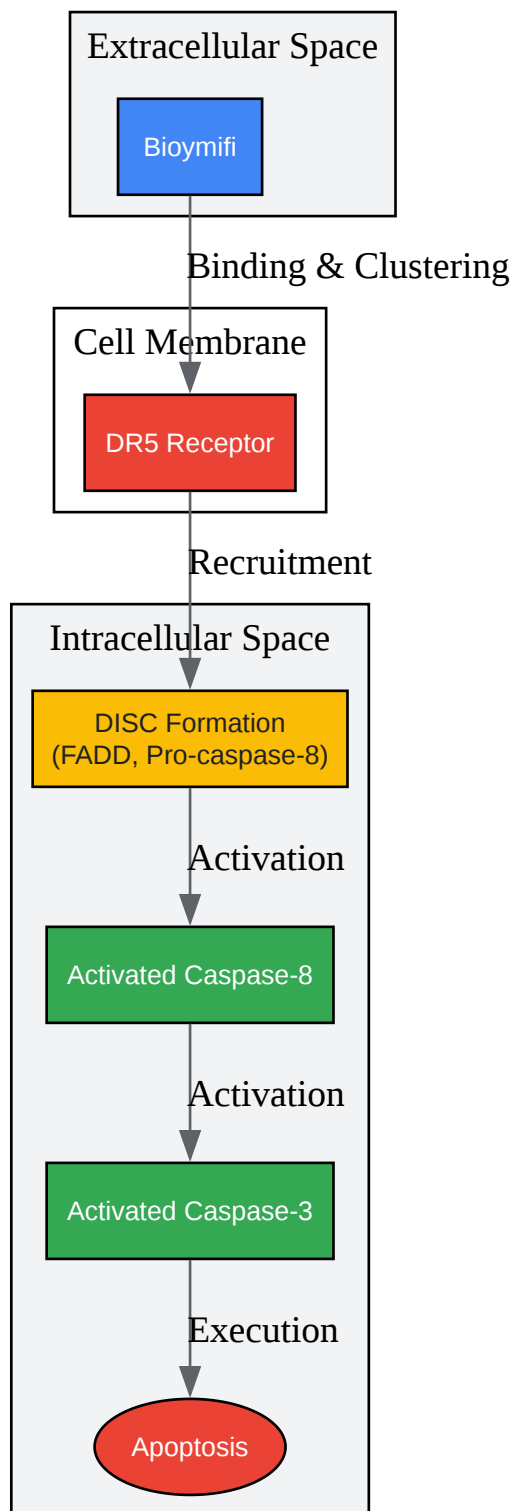 Extracellular Space
Bioymifi
Binding & Clustering
Cell Membrane
DR5 Receptor
Recruitment
Intracellular Space
DISC Formation
(FADD, Pro-caspase-8)
Activation
Activated Caspase-8
Activation
Activated Caspase-3
Execution
Apoptosis